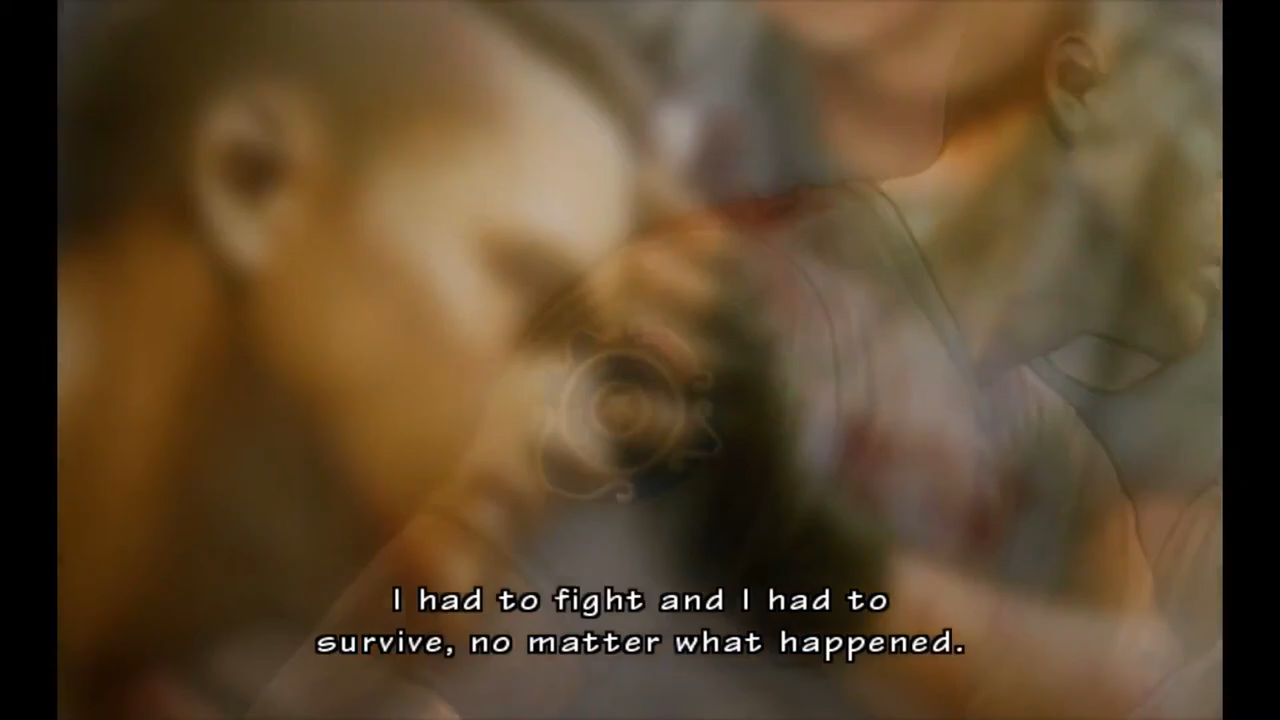 I had to fight and I had to
survive, no matter what happened.